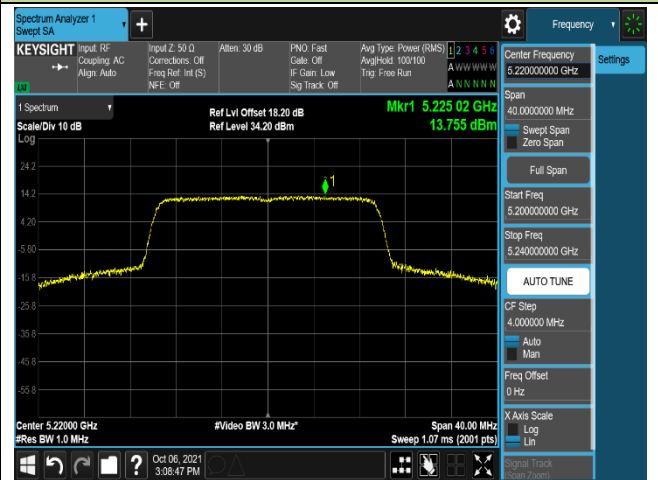 Spectrum Analyzer 1
Swept SA
Frequency
KEYSIGHT
Input: RF
Coupling: AC
Align: Auto
Input Z: 50 Ω
Corrections: Off
Freq Ref: Int (S)
NFE: Off
Atten: 30 dB
PNO: Fast
Gate: Off
IF Gain: Low
Sig Track: Off
Avg Type: Power (RMS)
Avg|Hold: 100/100
Trig: Free Run
1 2 3 4 5 6
A W W W W W
A N N N N N
LXI
1 Spectrum
Scale/Div 10 dB
Log
Ref Lvl Offset 18.20 dB
Ref Level 34.20 dBm
Mkr1 5.225 02 GHz
13.755 dBm
1
24.2
14.2
4.20
-5.80
-15.8
-25.8
-35.8
-45.8
-55.8
Center 5.22000 GHz
#Res BW 1.0 MHz
#Video BW 3.0 MHz*
Span 40.00 MHz
Sweep 1.07 ms (2001 pts)
Oct 06, 2021
3:08:47 PM
Center Frequency
5.220000000 GHz
Settings
Span
40.0000000 MHz
Swept Span
Zero Span
Full Span
Start Freq
5.200000000 GHz
Stop Freq
5.240000000 GHz
AUTO TUNE
CF Step
4.000000 MHz
Auto
Man
Freq Offset
0 Hz
X Axis Scale
Log
Lin
Signal Track
(Span Zoom)